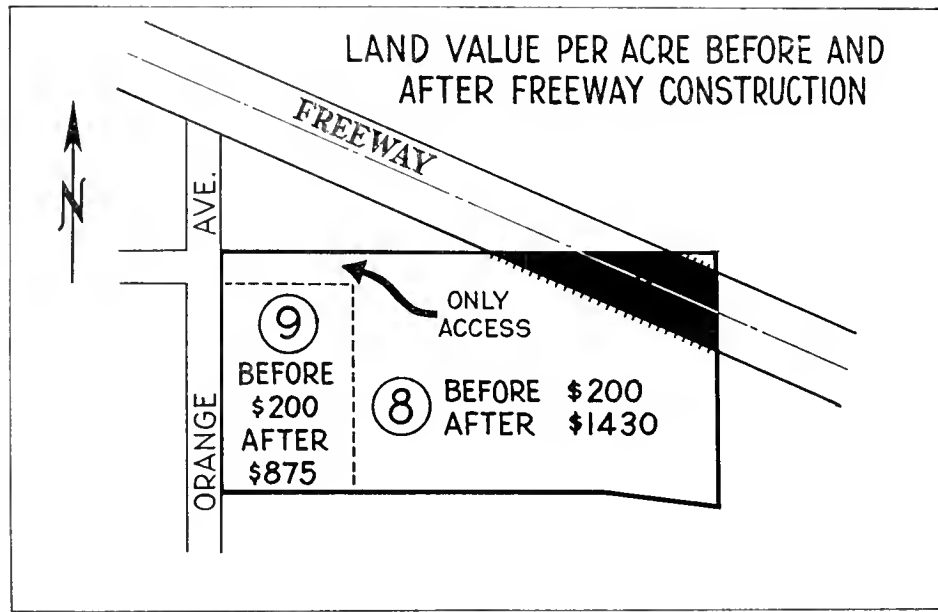 LAND VALUE PER ACRE BEFORE AND
AFTER FREEWAY CONSTRUCTION
FREEWAY
N
AVE.
ORANGE
ONLY
ACCESS
9
BEFORE
$200
AFTER
$875
8
BEFORE $200
AFTER $1430